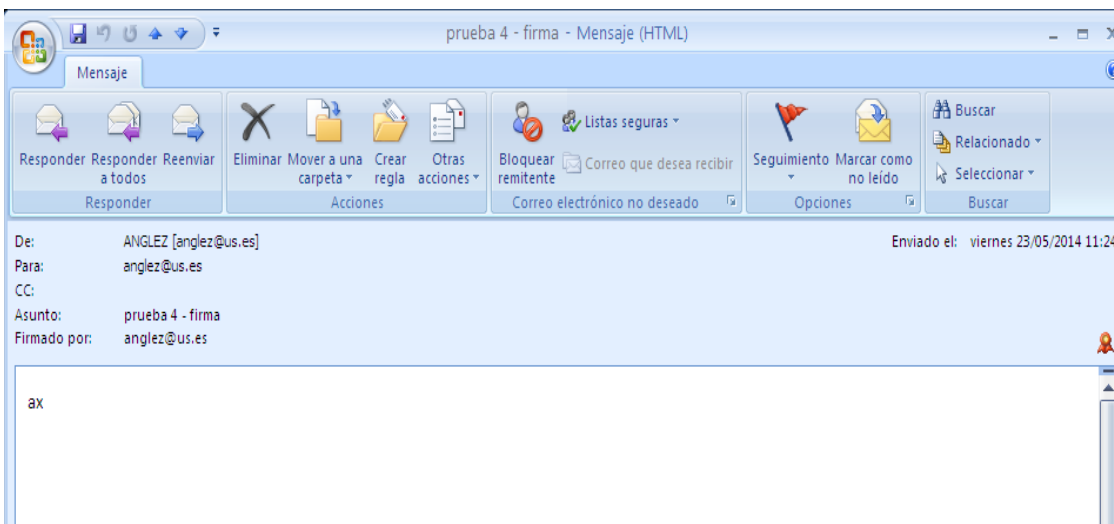 prueba 4 - firma - Mensaje (HTML)
Mensaje
Responder Responder Reenviar
a todos
Eliminar Mover a una Crear Otras
carpeta regla acciones
Bloquear
remitente
Listas seguras
Correo que desea recibir
Seguimiento Marcar como
no leído
Buscar
Relacionado
Seleccionar
Responder Acciones Correo electrónico no deseado Opciones Buscar
De: ANGLEZ [anglez@us.es] Enviado el: viernes 23/05/2014 11:24
Para: anglez@us.es
CC:
Asunto: prueba 4 - firma
Firmado por: anglez@us.es
ax